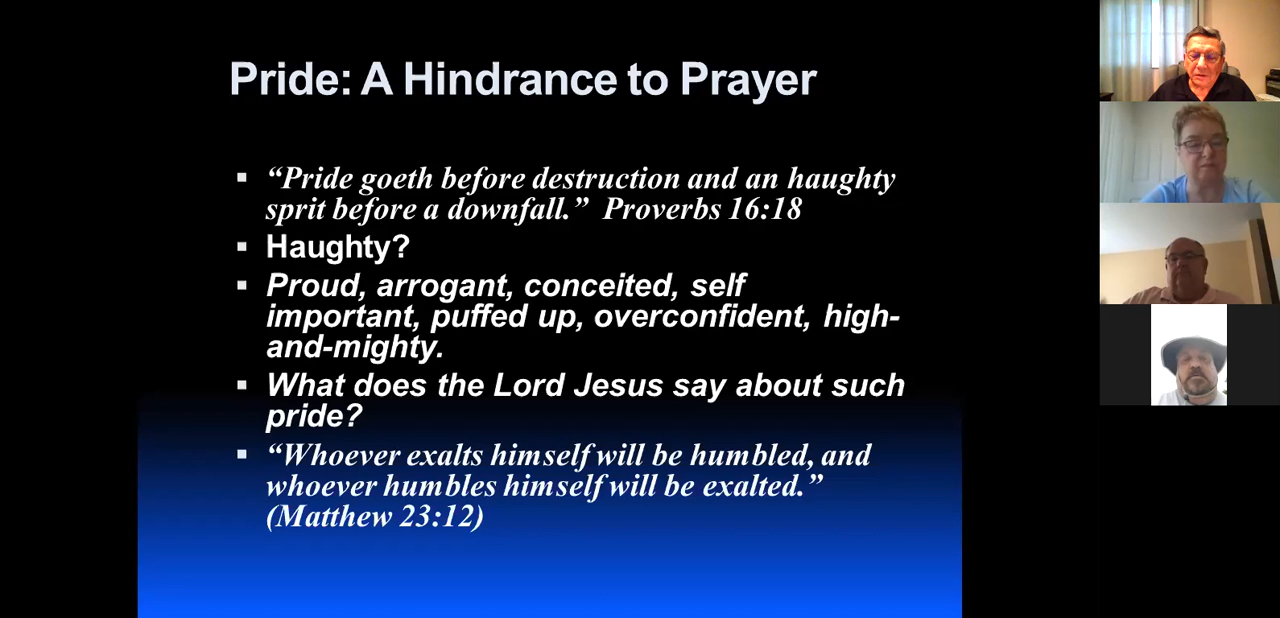 Pride: A Hindrance to Prayer
▪ “Pride goeth before destruction and an haughty
sprit before a downfall.” Proverbs 16:18
▪ Haughty?
▪ Proud, arrogant, conceited, self
important, puffed up, overconfident, high-
and-mighty.
▪ What does the Lord Jesus say about such
pride?
▪ “Whoever exalts himself will be humbled, and
whoever humbles himself will be exalted.”
(Matthew 23:12)